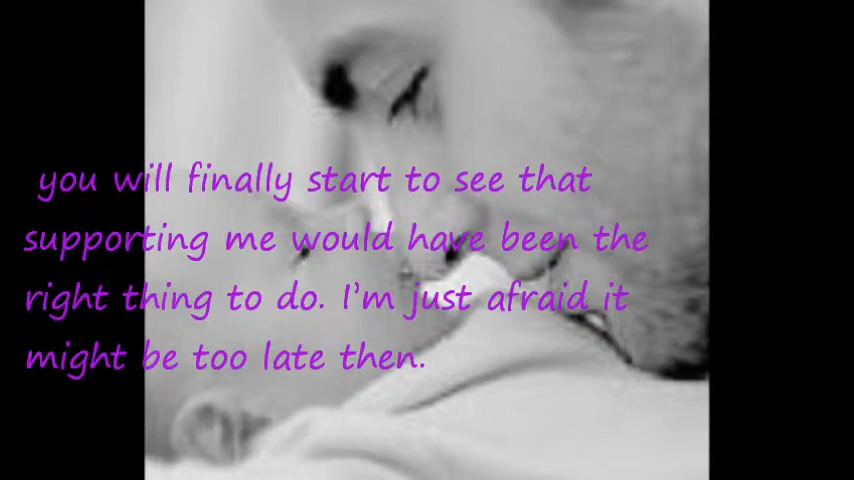 you will finally start to see that
supporting me would have been the
right thing to do. I'm just afraid it
might be too late then.